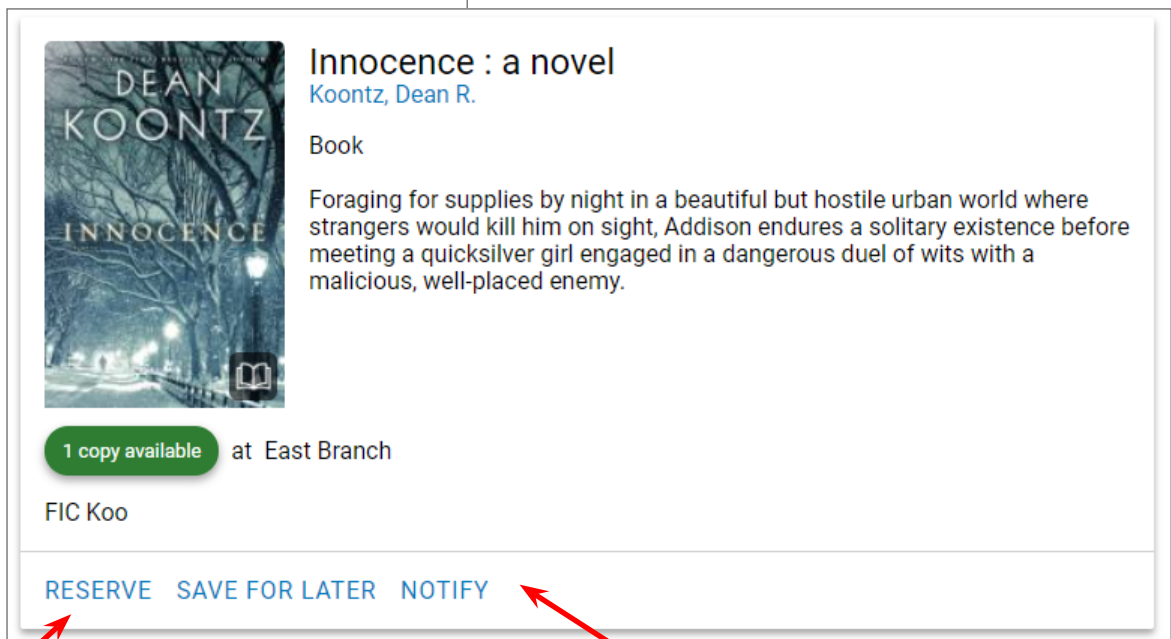 DEAN
KOONTZ
INNOCENCE
Innocence : a novel
Koontz, Dean R.
Book
Foraging for supplies by night in a beautiful but hostile urban world where
strangers would kill him on sight, Addison endures a solitary existence before
meeting a quicksilver girl engaged in a dangerous duel of wits with a
malicious, well-placed enemy.
1 copy available at East Branch
FIC Koo
RESERVE SAVE FOR LATER NOTIFY